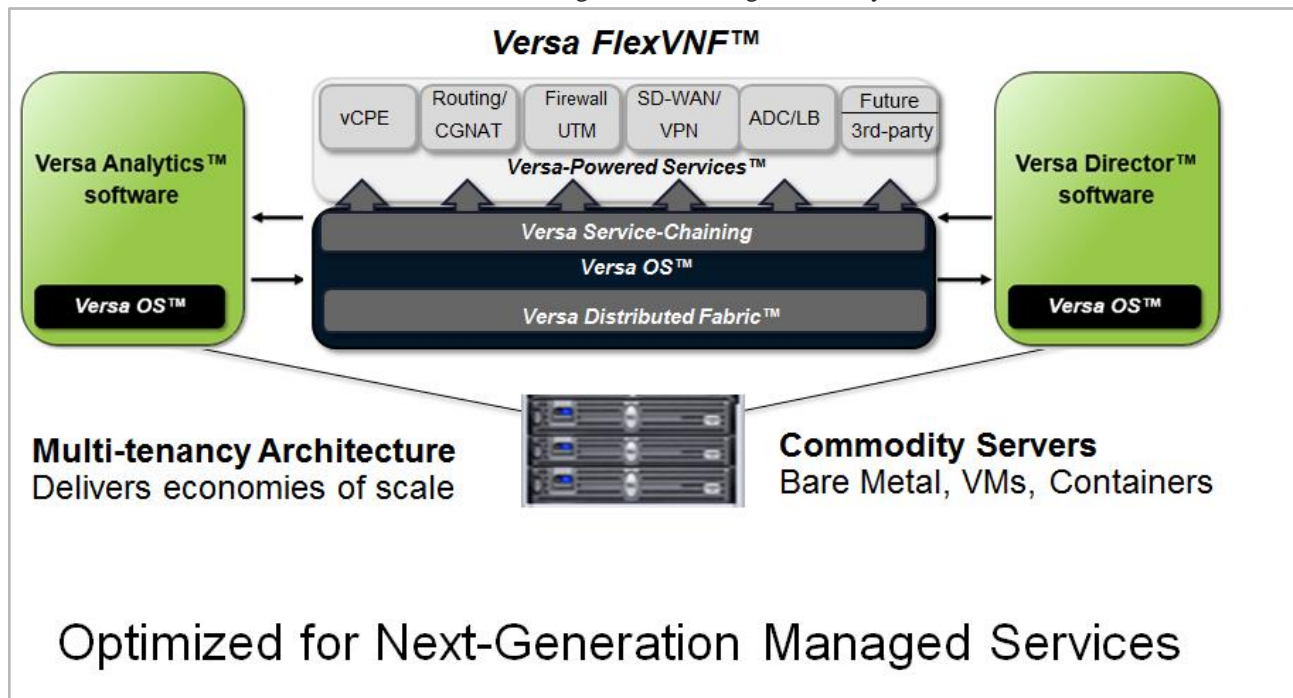 Versa FlexVNF™
Versa Analytics™
software
Versa OS™
vCPE
Routing/
CGNAT
Firewall
UTM
SD-WAN/
VPN
ADC/LB
Future
3rd-party
Versa-Powered Services™
Versa Service-Chaining
Versa OS™
Versa Distributed Fabric™
Versa Director™
software
Versa OS™
Multi-tenancy Architecture
Delivers economies of scale
Commodity Servers
Bare Metal, VMs, Containers
Optimized for Next-Generation Managed Services